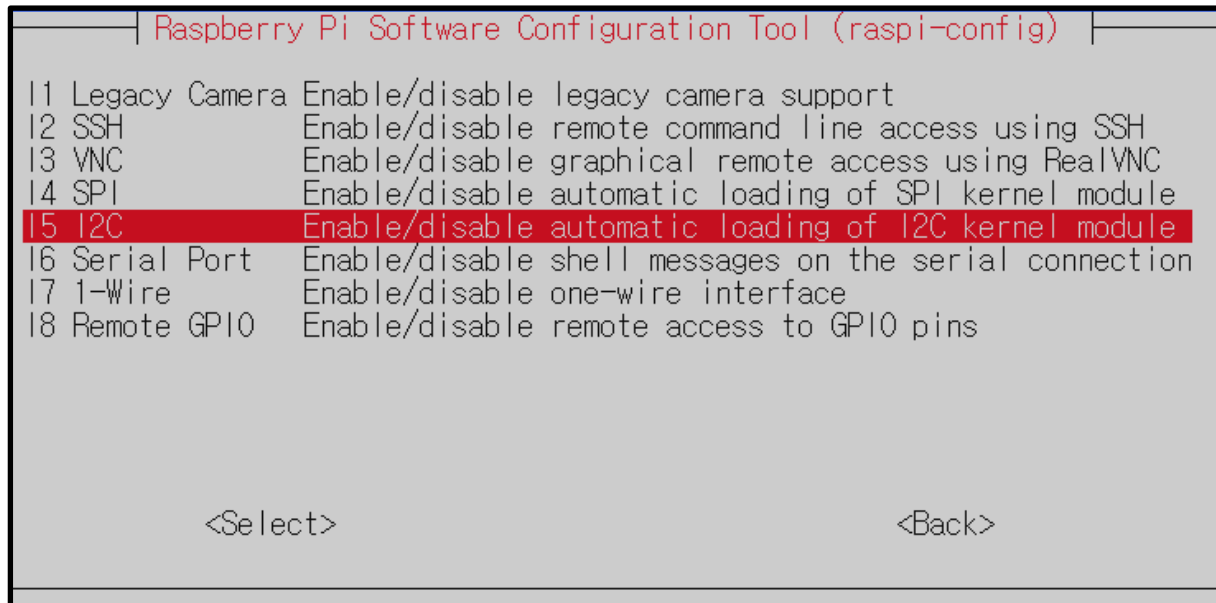 Raspberry Pi Software Configuration Tool (raspi-config)
I1 Legacy Camera Enable/disable legacy camera support
I2 SSH Enable/disable remote command line access using SSH
I3 VNC Enable/disable graphical remote access using RealVNC
I4 SPI Enable/disable automatic loading of SPI kernel module
I5 I2C Enable/disable automatic loading of I2C kernel module
I6 Serial Port Enable/disable shell messages on the serial connection
I7 1-Wire Enable/disable one-wire interface
I8 Remote GPIO Enable/disable remote access to GPIO pins
<Select> <Back>